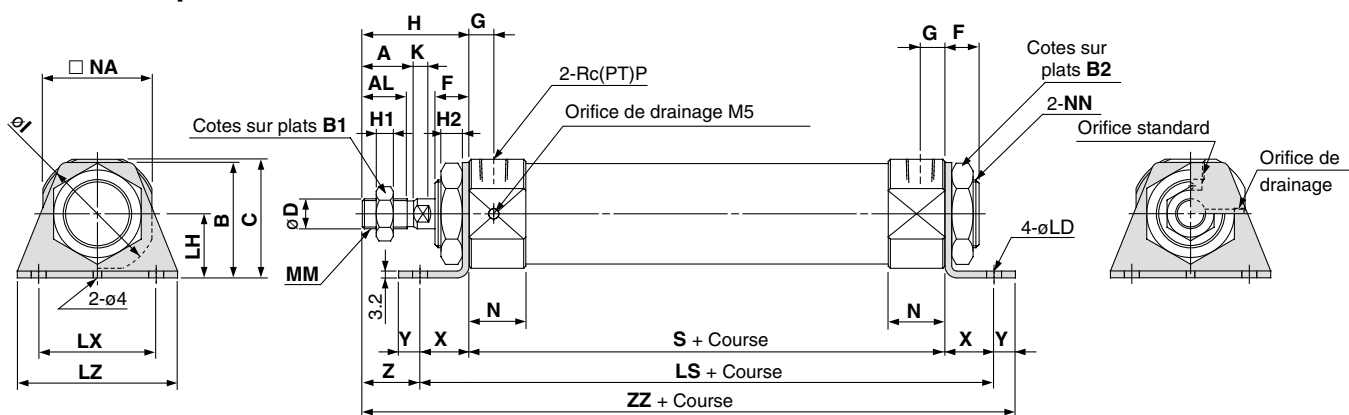 H
G
G
F
Cotes sur
plats B2
□ NA
A
K
2-Rc(PT)P
AL
F
2-NN
øI
H1
H2
Orifice de drainage M5
Orifice standard
Cotes sur plats B1
Orifice de
drainage
B
C
øD
LH
4-øLD
MM
2-ø4
3.2
N
N
LX
Y
X
S + Course
X
Y
LZ
Z
LS + Course
ZZ + Course